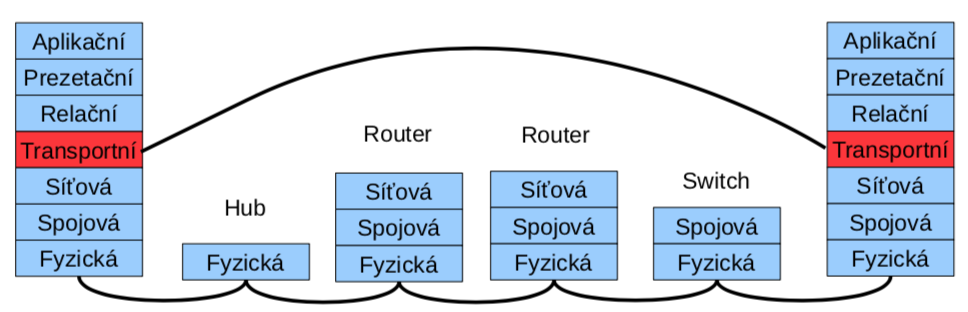 Aplikační
Prezetační
Relační
Transportní
Síťová
Spojová
Fyzická
Hub
Fyzická
Router
Síťová
Spojová
Fyzická
Router
Síťová
Spojová
Fyzická
Switch
Spojová
Fyzická
Aplikační
Prezetační
Relační
Transportní
Síťová
Spojová
Fyzická